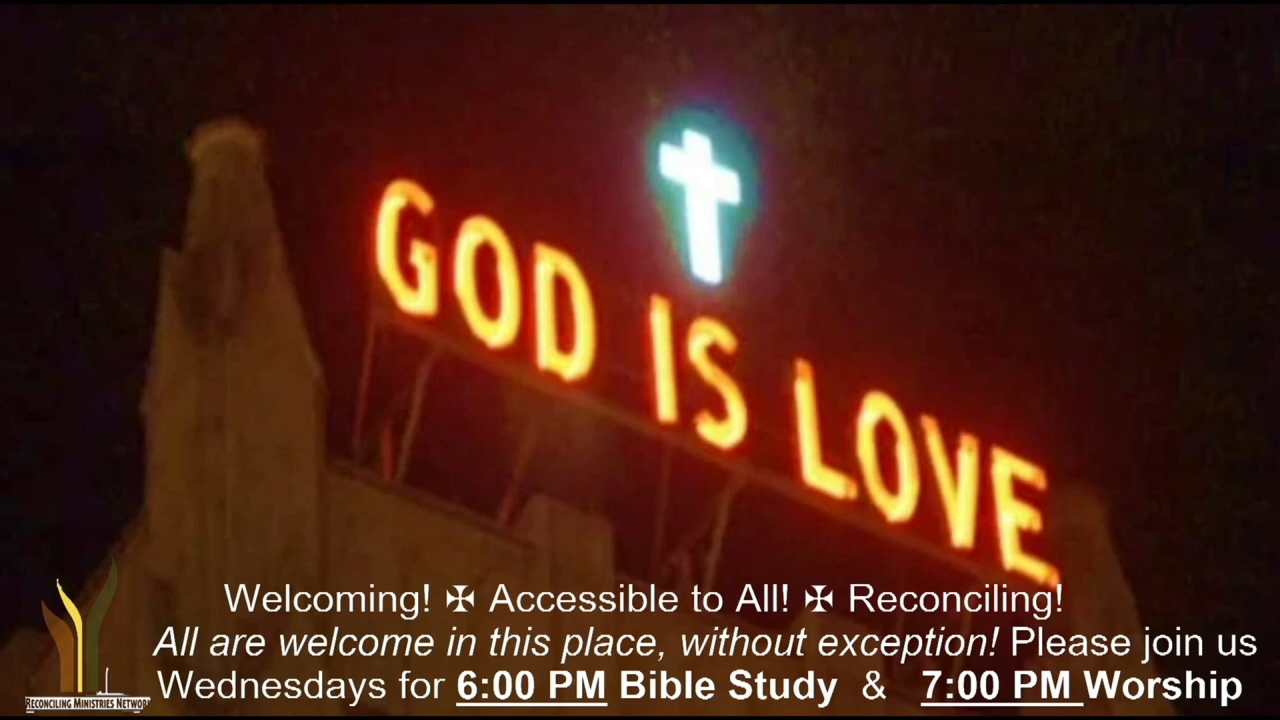 GOD IS LOVE
Welcoming! ✠ Accessible to All! ✠ Reconciling!
All are welcome in this place, without exception! Please join us
Wednesdays for 6:00 PM Bible Study & 7:00 PM Worship
RECONCILING MINISTRIES NETWORK